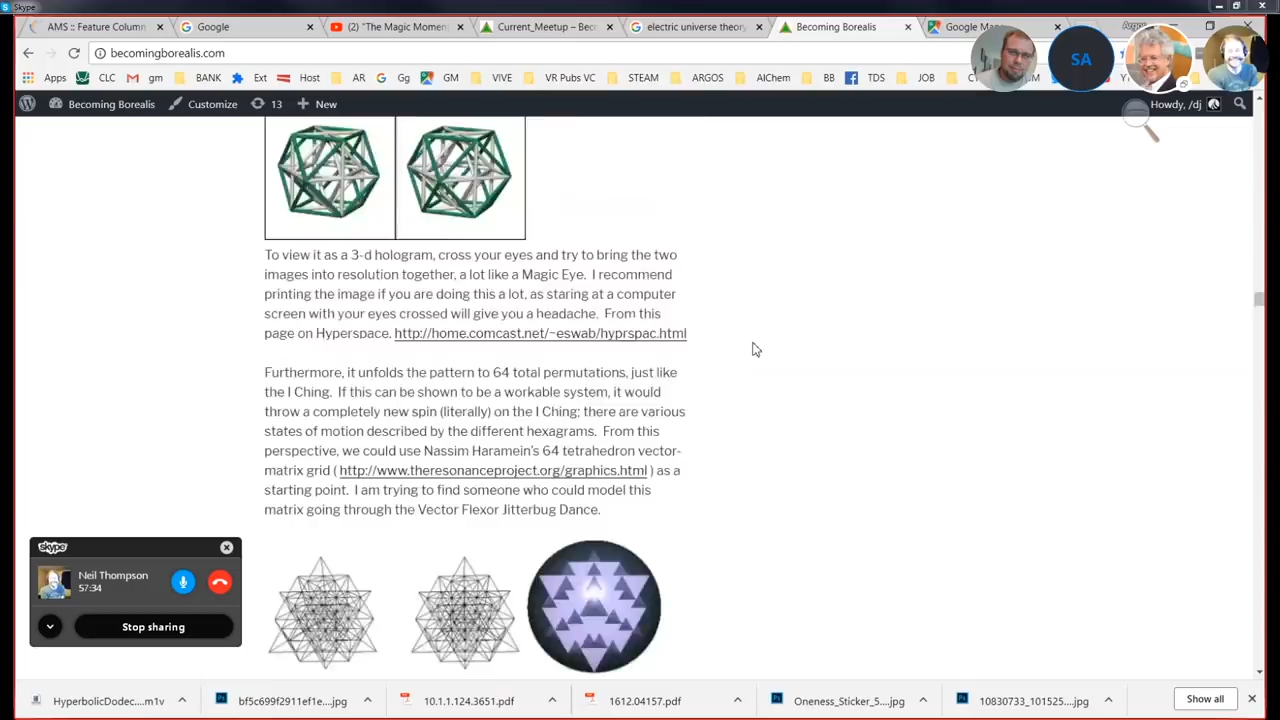 Skype
AMS :: Feature Column
Google
(2) "The Magic Momen
Current_Meetup – Bec
electric universe theory
Becoming Borealis
Google Ma
becomingborealis.com
Apps
CLC
gm
BANK
Ext
Host
AR
Gg
GM
VIVE
VR Pubs VC
STEAM
ARGOS
AlChem
BB
TDS
JOB
SA
Becoming Borealis
Customize
13
New
Howdy, /dj
To view it as a 3-d hologram, cross your eyes and try to bring the two
images into resolution together, a lot like a Magic Eye. I recommend
printing the image if you are doing this a lot, as staring at a computer
screen with your eyes crossed will give you a headache. From this
page on Hyperspace. http://home.comcast.net/~eswab/hyprspac.html
Furthermore, it unfolds the pattern to 64 total permutations, just like
the I Ching. If this can be shown to be a workable system, it would
throw a completely new spin (literally) on the I Ching; there are various
states of motion described by the different hexagrams. From this
perspective, we could use Nassim Haramein's 64 tetrahedron vector-
matrix grid ( http://www.theresonanceproject.org/graphics.html ) as a
starting point. I am trying to find someone who could model this
matrix going through the Vector Flexor Jitterbug Dance.
skype
Neil Thompson
57:34
Stop sharing
HyperbolicDodec....m1v
bf5c699f2911ef1e....jpg
10.1.1.124.3651.pdf
1612.04157.pdf
Oneness_Sticker_5....jpg
10830733_101525....jpg
Show all